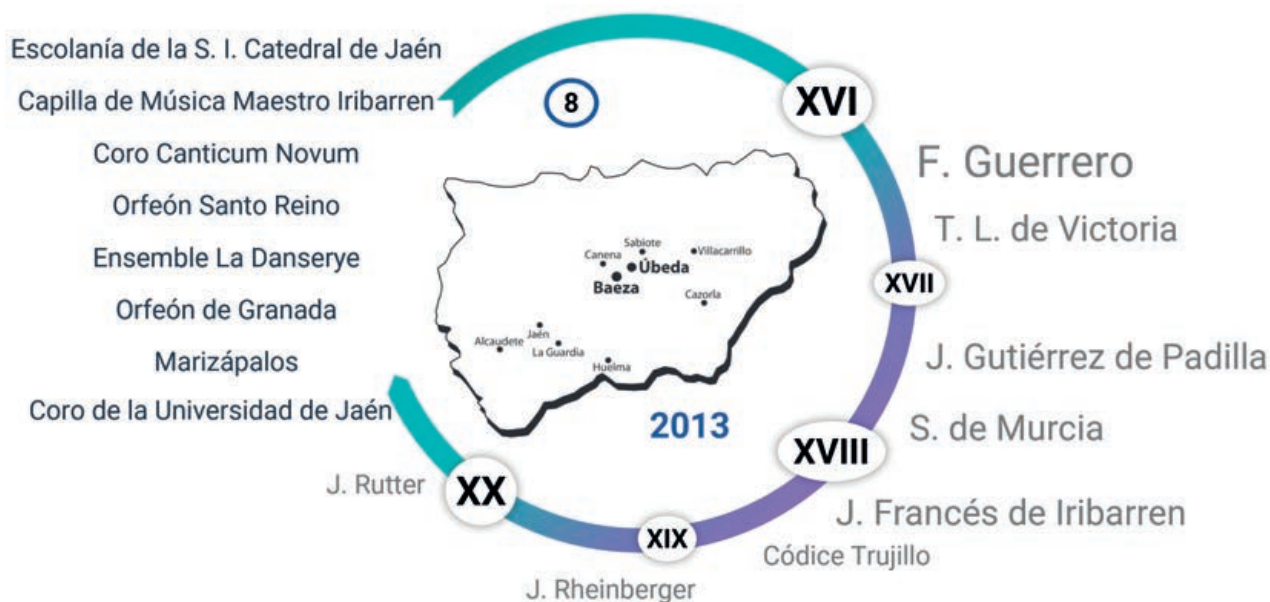 Escolanía de la S. I. Catedral de Jaén
Capilla de Música Maestro Iribarren
Coro Canticum Novum
Orfeón Santo Reino
Ensemble La Danserye
Orfeón de Granada
Marizápalos
Coro de la Universidad de Jaén
8
XVI
F. Guerrero
T. L. de Victoria
XVII
J. Gutiérrez de Padilla
S. de Murcia
XVIII
J. Francés de Iribarren
Códice Trujillo
XIX
J. Rheinberger
XX
J. Rutter
Sabiote
Canena
Villacarrillo
Úbeda
Baeza
Cazorla
Jaén
Alcaudete
La Guardia
Huelma
2013